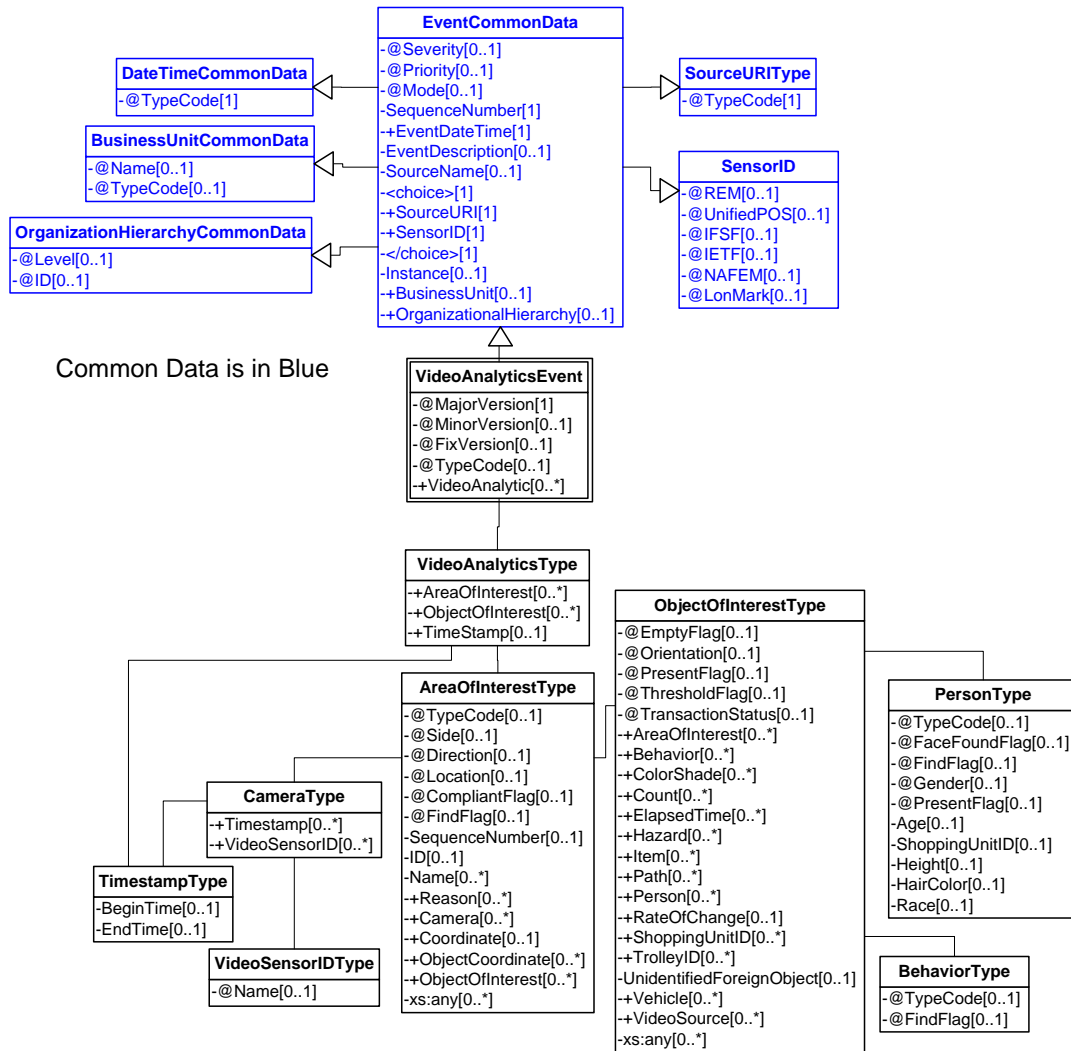 EventCommonData
-@Severity[0..1]
-@Priority[0..1]
-@Mode[0..1]
-SequenceNumber[1]
-+EventDateTime[1]
-EventDescription[0..1]
-SourceName[0..1]
-<choice>[1]
-+SourceURI[1]
-+SensorID[1]
-</choice>[1]
-Instance[0..1]
-+BusinessUnit[0..1]
-+OrganizationalHierarchy[0..1]
DateTimeCommonData
-@TypeCode[1]
BusinessUnitCommonData
-@Name[0..1]
-@TypeCode[0..1]
OrganizationHierarchyCommonData
-@Level[0..1]
-@ID[0..1]
SourceURIType
-@TypeCode[1]
SensorID
-@REM[0..1]
-@UnifiedPOS[0..1]
-@IFSF[0..1]
-@IETF[0..1]
-@NAFEM[0..1]
-@LonMark[0..1]
Common Data is in Blue
VideoAnalyticsEvent
-@MajorVersion[1]
-@MinorVersion[0..1]
-@FixVersion[0..1]
-@TypeCode[0..1]
-+VideoAnalytic[0..*]
VideoAnalyticsType
-+AreaOfInterest[0..*]
-+ObjectOfInterest[0..*]
-+TimeStamp[0..1]
AreaOfInterestType
-@TypeCode[0..1]
-@Side[0..1]
-@Direction[0..1]
-@Location[0..1]
-@CompliantFlag[0..1]
-@FindFlag[0..1]
-SequenceNumber[0..1]
-ID[0..1]
-Name[0..*]
-+Reason[0..*]
-+Camera[0..*]
-+Coordinate[0..1]
-+ObjectCoordinate[0..*]
-+ObjectOfInterest[0..*]
-xs:any[0..*]
CameraType
-+Timestamp[0..*]
-+VideoSensorID[0..*]
TimestampType
-BeginTime[0..1]
-EndTime[0..1]
VideoSensorIDType
-@Name[0..1]
ObjectOfInterestType
-@EmptyFlag[0..1]
-@Orientation[0..1]
-@PresentFlag[0..1]
-@ThresholdFlag[0..1]
-@TransactionStatus[0..1]
-+AreaOfInterest[0..*]
-+Behavior[0..*]
-+ColorShade[0..*]
-+Count[0..*]
-+ElapsedTime[0..*]
-+Hazard[0..*]
-+Item[0..*]
-+Path[0..*]
-+Person[0..*]
-+RateOfChange[0..1]
-+ShoppingUnitID[0..*]
-+TrolleyID[0..*]
-UnidentifiedForeignObject[0..1]
-+Vehicle[0..*]
-+VideoSource[0..*]
-xs:any[0..*]
PersonType
-@TypeCode[0..1]
-@FaceFoundFlag[0..1]
-@FindFlag[0..1]
-@Gender[0..1]
-@PresentFlag[0..1]
-Age[0..1]
-ShoppingUnitID[0..1]
-Height[0..1]
-HairColor[0..1]
-Race[0..1]
BehaviorType
-@TypeCode[0..1]
-@FindFlag[0..1]